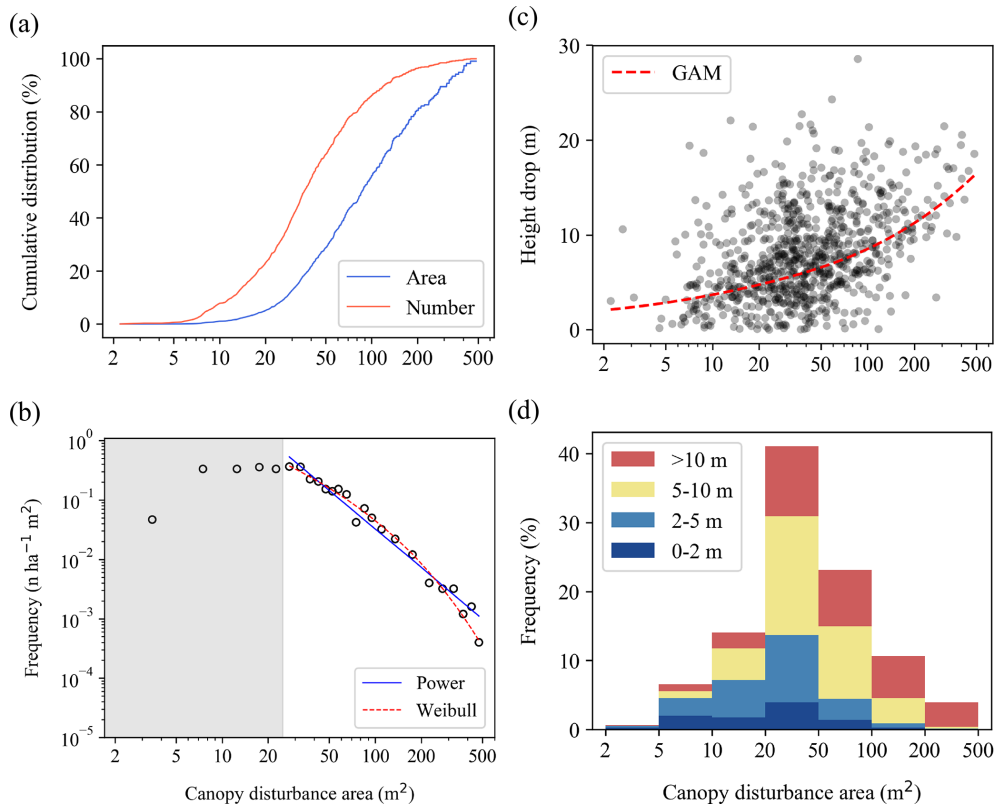 (a)
100
80
60
40
20
0
Cumulative distribution (%)
Area
Number
2 5 10 20 50 100 200 500
(c)
30
20
10
0
Height drop (m)
GAM
2 5 10 20 50 100 200 500
(b)
10⁰
10⁻¹
10⁻²
10⁻³
10⁻⁴
10⁻⁵
Frequency (n ha⁻¹ m²)
Power
Weibull
2 5 10 20 50 100 200 500
Canopy disturbance area (m²)
(d)
40
30
20
10
0
Frequency (%)
>10 m
5-10 m
2-5 m
0-2 m
2 5 10 20 50 100 200 500
Canopy disturbance area (m²)